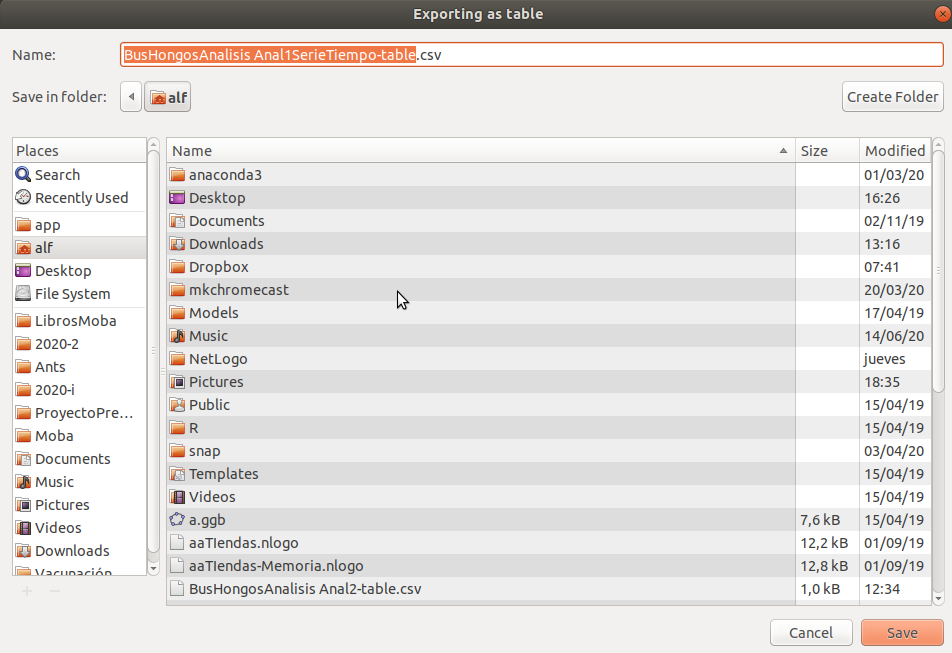 Exporting as table
Name: BusHongosAnalisis Anal1SerieTiempo-table.csv
Save in folder: alf Create Folder
Places
Search
Recently Used
app
alf
Desktop
File System
LibrosMoba
2020-2
Ants
2020-i
ProyectoPre...
Moba
Documents
Music
Pictures
Videos
Downloads
Vacunación
Name Size Modified
anaconda3 01/03/20
Desktop 16:26
Documents 02/11/19
Downloads 13:16
Dropbox 07:41
mkchromecast 20/03/20
Models 17/04/19
Music 14/06/20
NetLogo jueves
Pictures 18:35
Public 15/04/19
R 15/04/19
snap 03/04/20
Templates 15/04/19
Videos 15/04/19
a.ggb 7,6 kB 15/04/19
aaTIendas.nlogo 12,2 kB 01/09/19
aaTIendas-Memoria.nlogo 12,8 kB 01/09/19
BusHongosAnalisis Anal2-table.csv 1,0 kB 12:34
Cancel Save